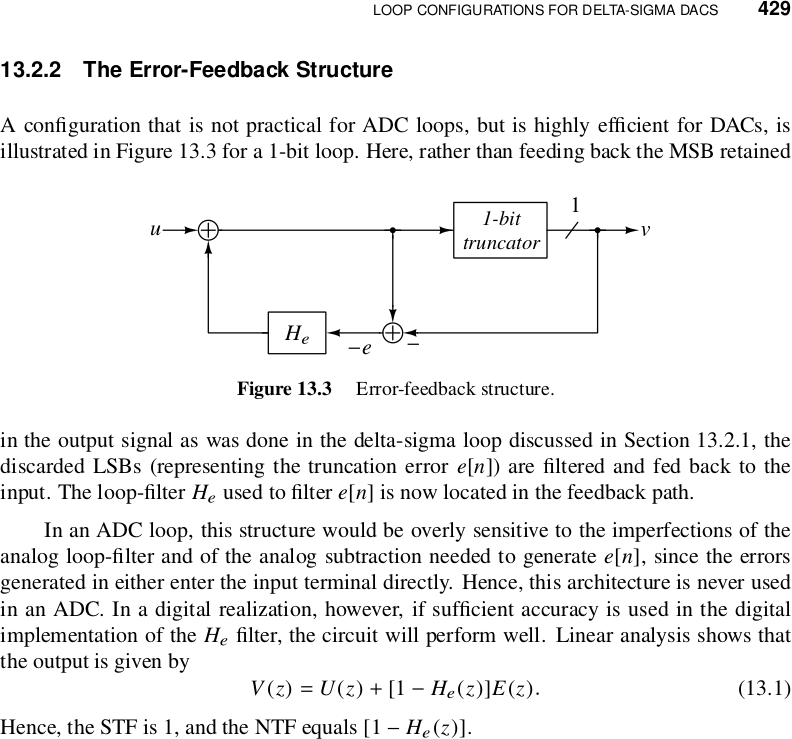 LOOP CONFIGURATIONS FOR DELTA-SIGMA DACS 429
13.2.2 The Error-Feedback Structure
A configuration that is not practical for ADC loops, but is highly efficient for DACs, is
illustrated in Figure 13.3 for a 1-bit loop. Here, rather than feeding back the MSB retained
u
1-bit
truncator
1
v
H_e
−e
−
Figure 13.3 Error-feedback structure.
in the output signal as was done in the delta-sigma loop discussed in Section 13.2.1, the
discarded LSBs (representing the truncation error e[n]) are filtered and fed back to the
input. The loop-filter H_e used to filter e[n] is now located in the feedback path.
In an ADC loop, this structure would be overly sensitive to the imperfections of the
analog loop-filter and of the analog subtraction needed to generate e[n], since the errors
generated in either enter the input terminal directly. Hence, this architecture is never used
in an ADC. In a digital realization, however, if sufficient accuracy is used in the digital
implementation of the H_e filter, the circuit will perform well. Linear analysis shows that
the output is given by
V(z) = U(z) + [1 − H_e(z)]E(z). (13.1)
Hence, the STF is 1, and the NTF equals [1 − H_e(z)].